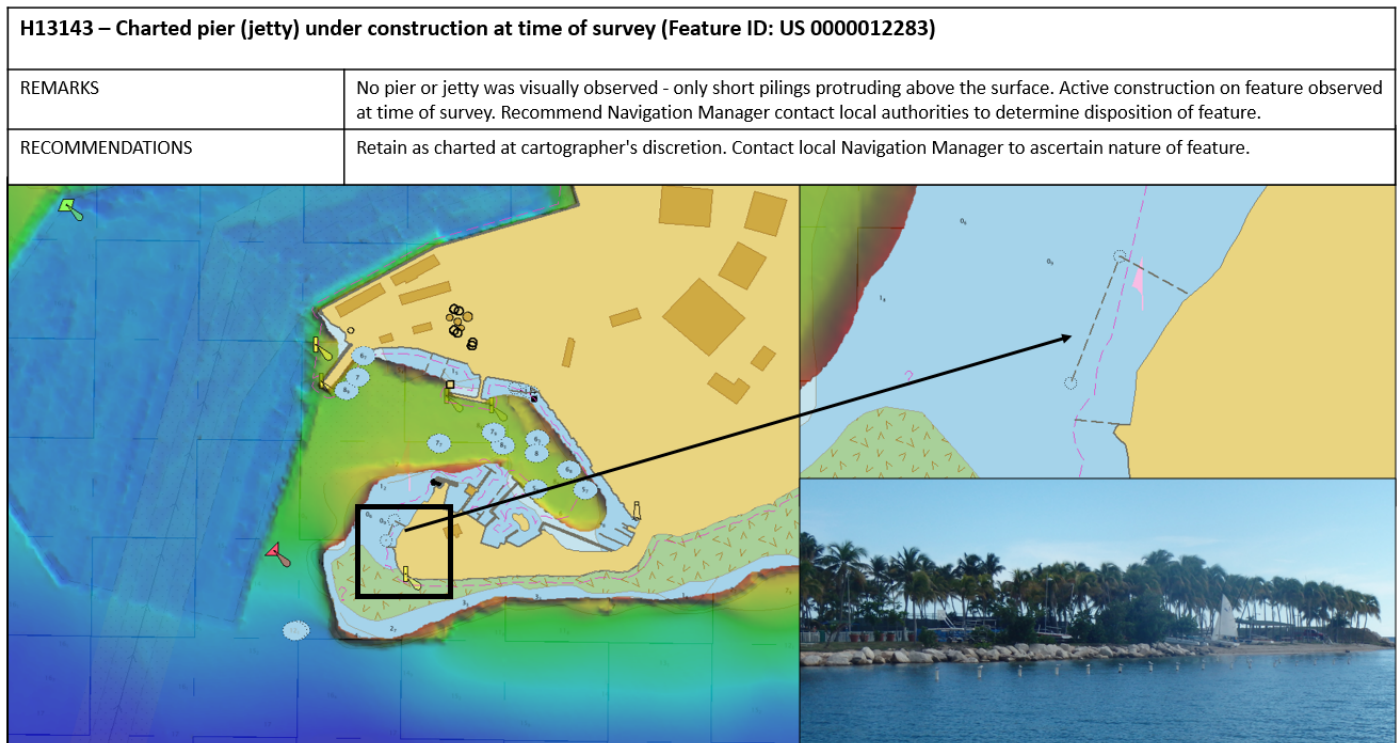 H13143 – Charted pier (jetty) under construction at time of survey (Feature ID: US 0000012283)
REMARKS
No pier or jetty was visually observed - only short pilings protruding above the surface. Active construction on feature observed
at time of survey. Recommend Navigation Manager contact local authorities to determine disposition of feature.
RECOMMENDATIONS
Retain as charted at cartographer's discretion. Contact local Navigation Manager to ascertain nature of feature.
?
?